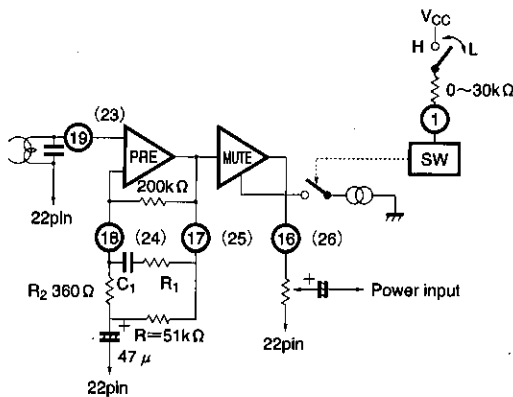 VCC
H
L
0～30kΩ
1
SW
19
(23)
PRE
MUTE
22pin
200kΩ
18
(24)
17
(25)
16
(26)
C1
R1
R2 360Ω
+
R=51kΩ
47 μ
22pin
+
Power input
22pin